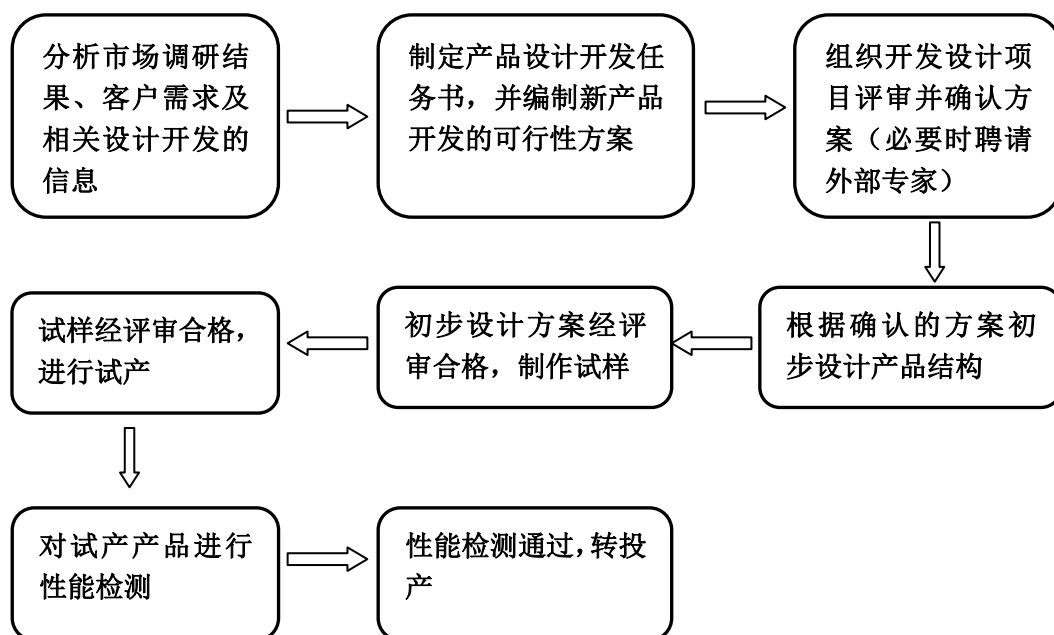 分析市场调研结
果、客户需求及
相关设计开发的
信息
制定产品设计开发任
务书，并编制新产品
开发的可行性方案
组织开发设计项
目评审并确认方
案（必要时聘请
外部专家）
根据确认的方案初
步设计产品结构
初步设计方案经评
审合格，制作试样
试样经评审合格，
进行试产
对试产产品进行
性能检测
性能检测通过，转投
产